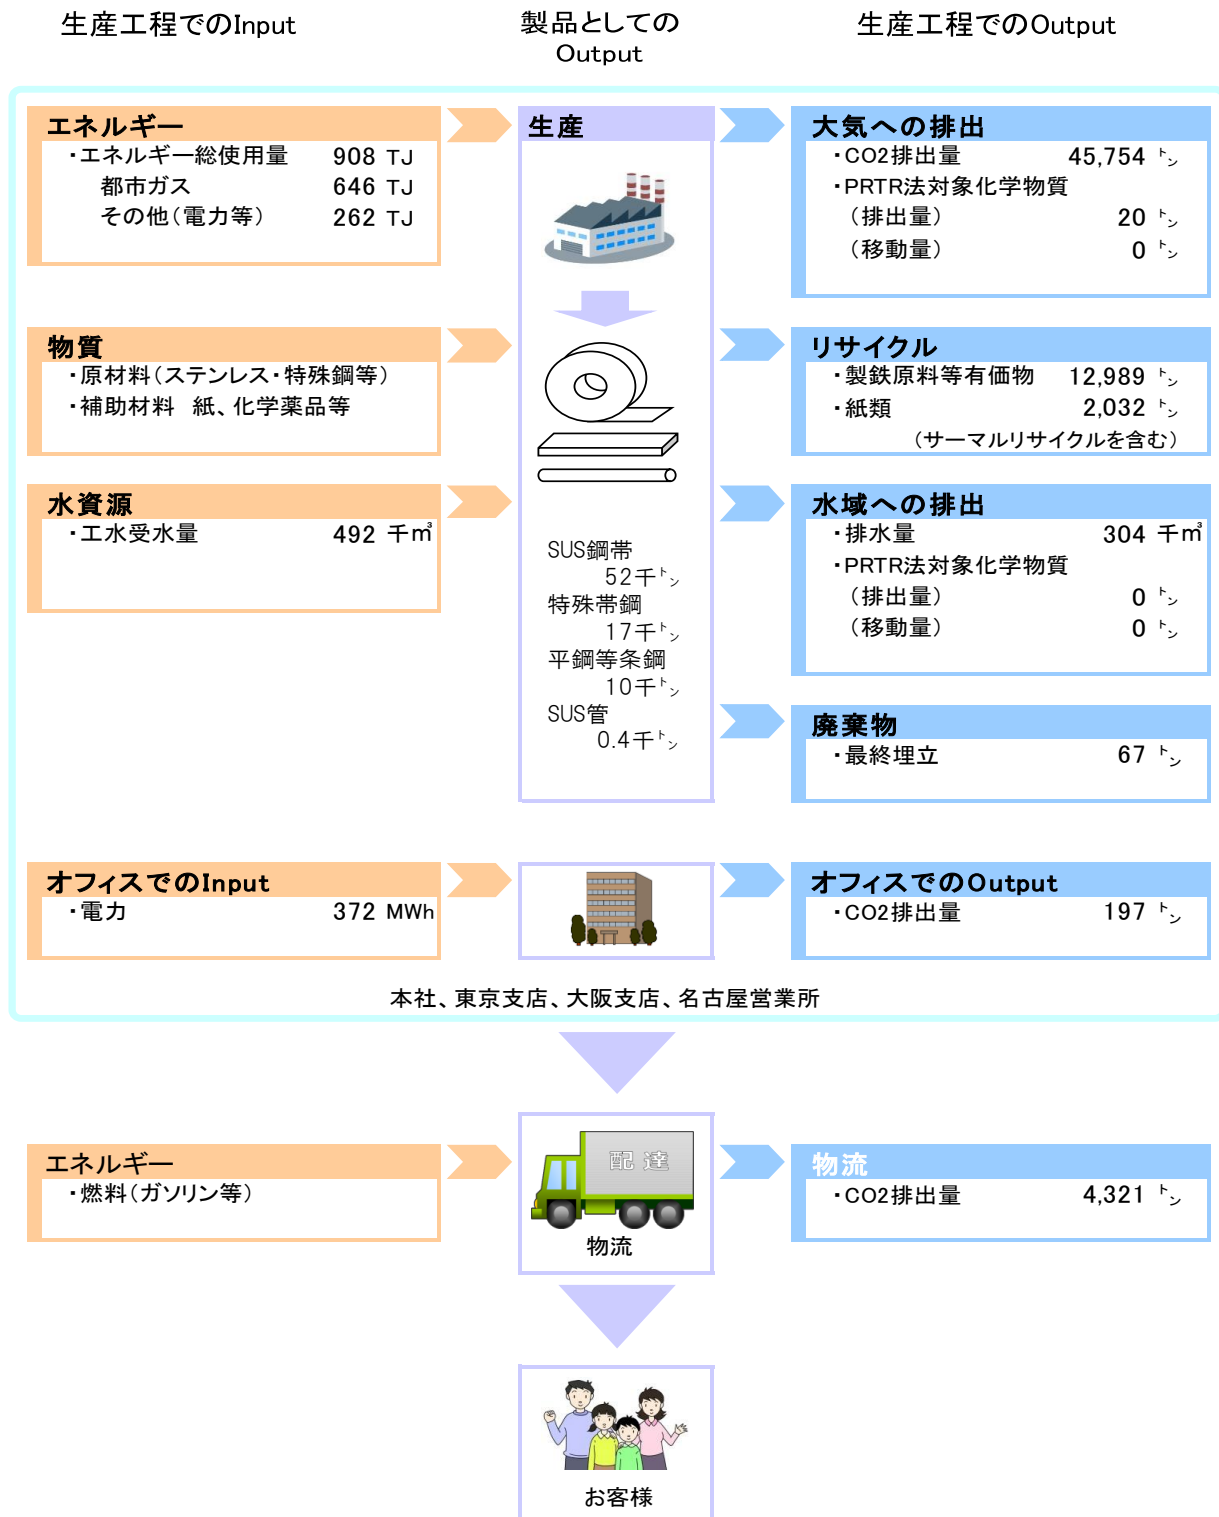 生産工程でのInput
製品としての
Output
生産工程でのOutput
エネルギー
・エネルギー総使用量 908 TJ
都市ガス 646 TJ
その他（電力等） 262 TJ
生産
大気への排出
・CO2排出量 45,754 トン
・PRTR法対象化学物質
（排出量） 20 トン
（移動量） 0 トン
物質
・原材料（ステンレス・特殊鋼等）
・補助材料 紙、化学薬品等
リサイクル
・製鉄原料等有価物 12,989 トン
・紙類 2,032 トン
（サーマルリサイクルを含む）
水資源
・工水受水量 492 千㎥
SUS鋼帯
52千トン
特殊帯鋼
17千トン
平鋼等条鋼
10千トン
SUS管
0.4千トン
水域への排出
・排水量 304 千㎥
・PRTR法対象化学物質
（排出量） 0 トン
（移動量） 0 トン
廃棄物
・最終埋立 67 トン
オフィスでのInput
・電力 372 MWh
オフィスでのOutput
・CO2排出量 197 トン
本社、東京支店、大阪支店、名古屋営業所
エネルギー
・燃料（ガソリン等）
配達
物流
物流
・CO2排出量 4,321 トン
お客様